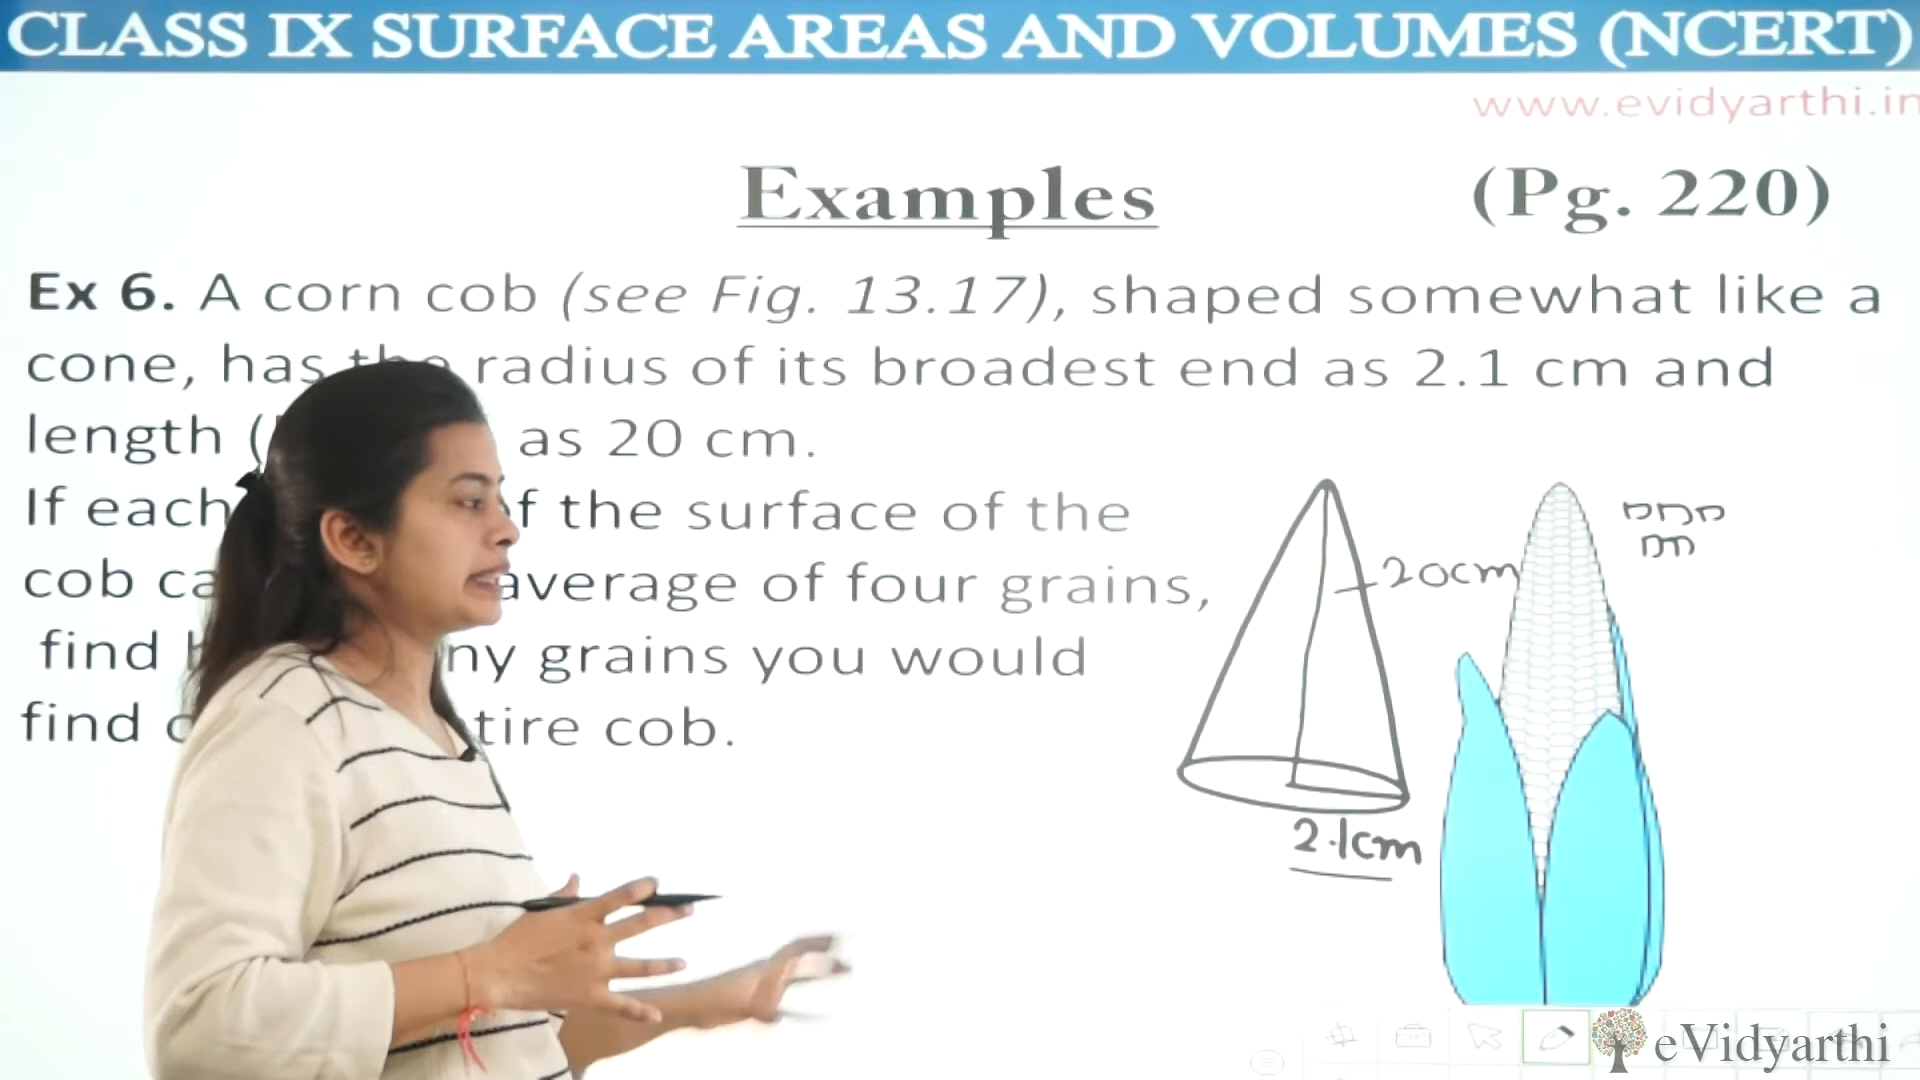 CLASS IX SURFACE AREAS AND VOLUMES (NCERT)
www.evidyarthi.in
Examples (Pg. 220)
Ex 6. A corn cob (see Fig. 13.17), shaped somewhat like a
cone, has the radius of its broadest end as 2.1 cm and
length ( as 20 cm.
If each of the surface of the
cob average of four grains,
find grains you would
find cob.
20cm
2.1cm
eVidyarthi